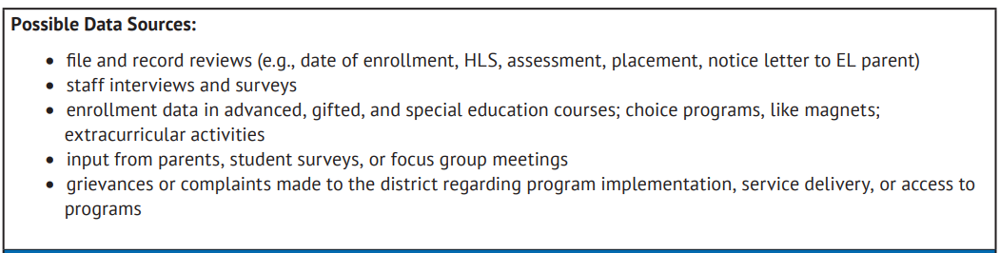 Possible Data Sources:
• file and record reviews (e.g., date of enrollment, HLS, assessment, placement, notice letter to EL parent)
• staff interviews and surveys
• enrollment data in advanced, gifted, and special education courses; choice programs, like magnets;
extracurricular activities
• input from parents, student surveys, or focus group meetings
• grievances or complaints made to the district regarding program implementation, service delivery, or access to
programs